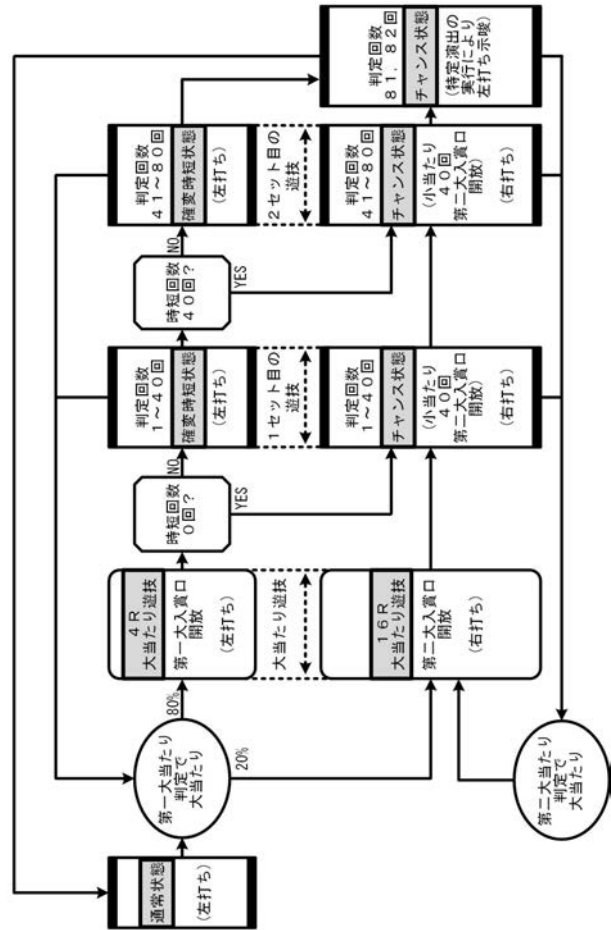 通常状態
(左打ち)
第一大当たり
判定で
大当たり
80%
20%
4R
大当たり遊技
第一大入賞口
開放
(左打ち)
大当たり遊技
16R
大当たり遊技
第二大入賞口
開放
(右打ち)
第二大当たり
判定で
大当たり
時短回数
0回?
NO
YES
判定回数
1~40回
確変時短状態
(左打ち)
1セット目の
遊技
判定回数
1~40回
チャンス状態
(小当たり
40回
第二大入賞口
開放)
(右打ち)
時短回数
40回?
NO
YES
判定回数
41~80回
確変時短状態
(左打ち)
2セット目の
遊技
判定回数
41~80回
チャンス状態
(小当たり
40回
第二大入賞口
開放)
(右打ち)
判定回数
81,82回
チャンス状態
(特定演出の
実行により
左打ち示唆)